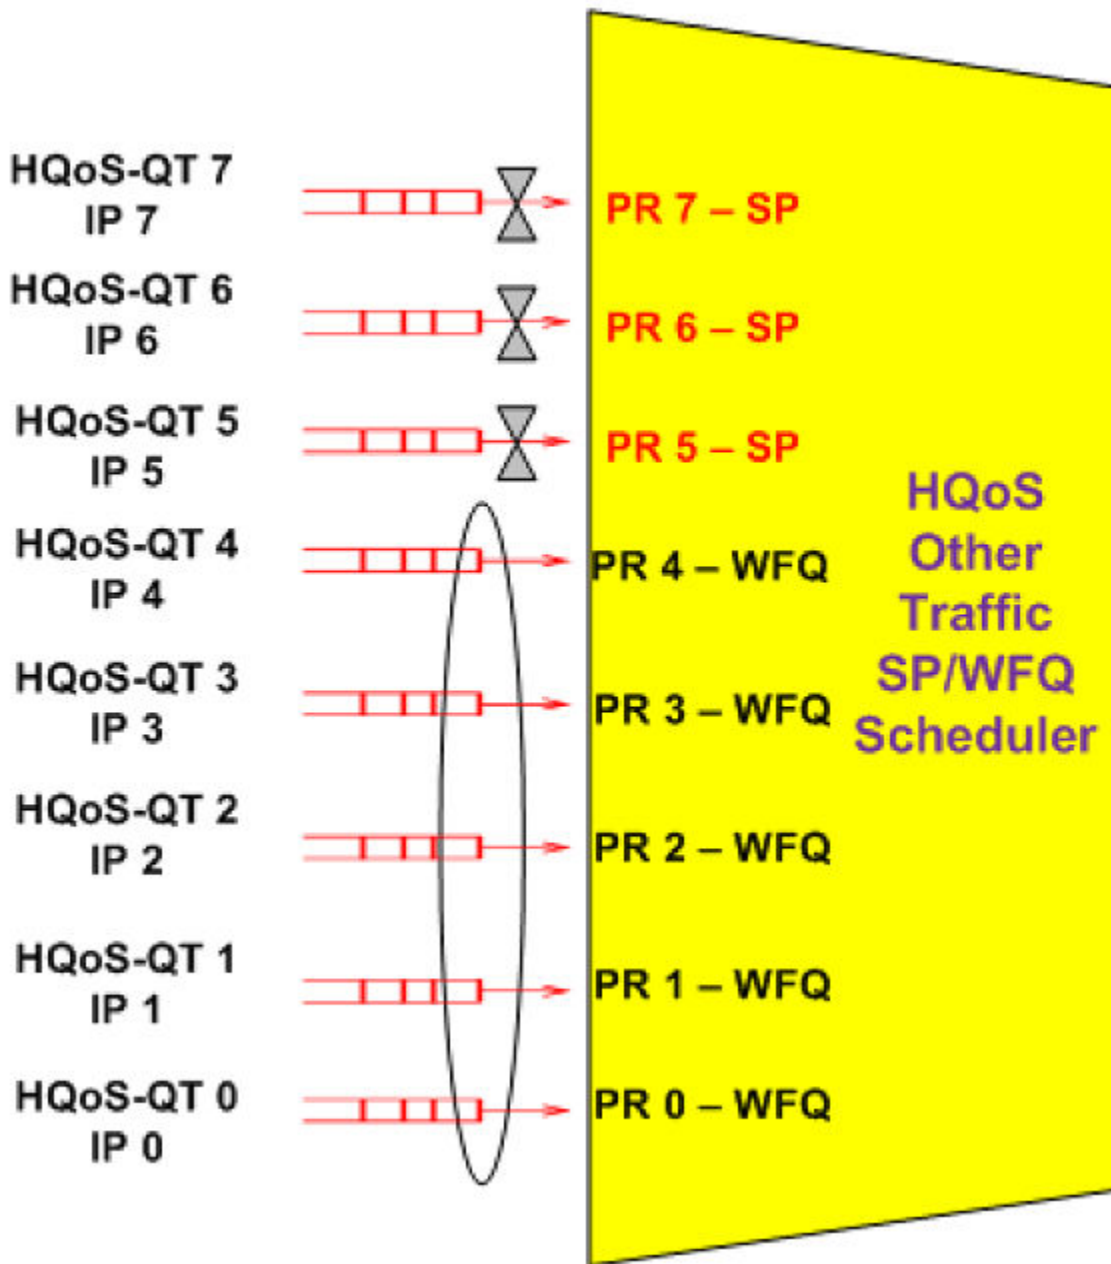 HQoS-QT 7
IP 7
PR 7 – SP
HQoS-QT 6
IP 6
PR 6 – SP
HQoS-QT 5
IP 5
PR 5 – SP
HQoS-QT 4
IP 4
PR 4 – WFQ
HQoS-QT 3
IP 3
PR 3 – WFQ
HQoS-QT 2
IP 2
PR 2 – WFQ
HQoS-QT 1
IP 1
PR 1 – WFQ
HQoS-QT 0
IP 0
PR 0 – WFQ
HQoS
Other
Traffic
SP/WFQ
Scheduler